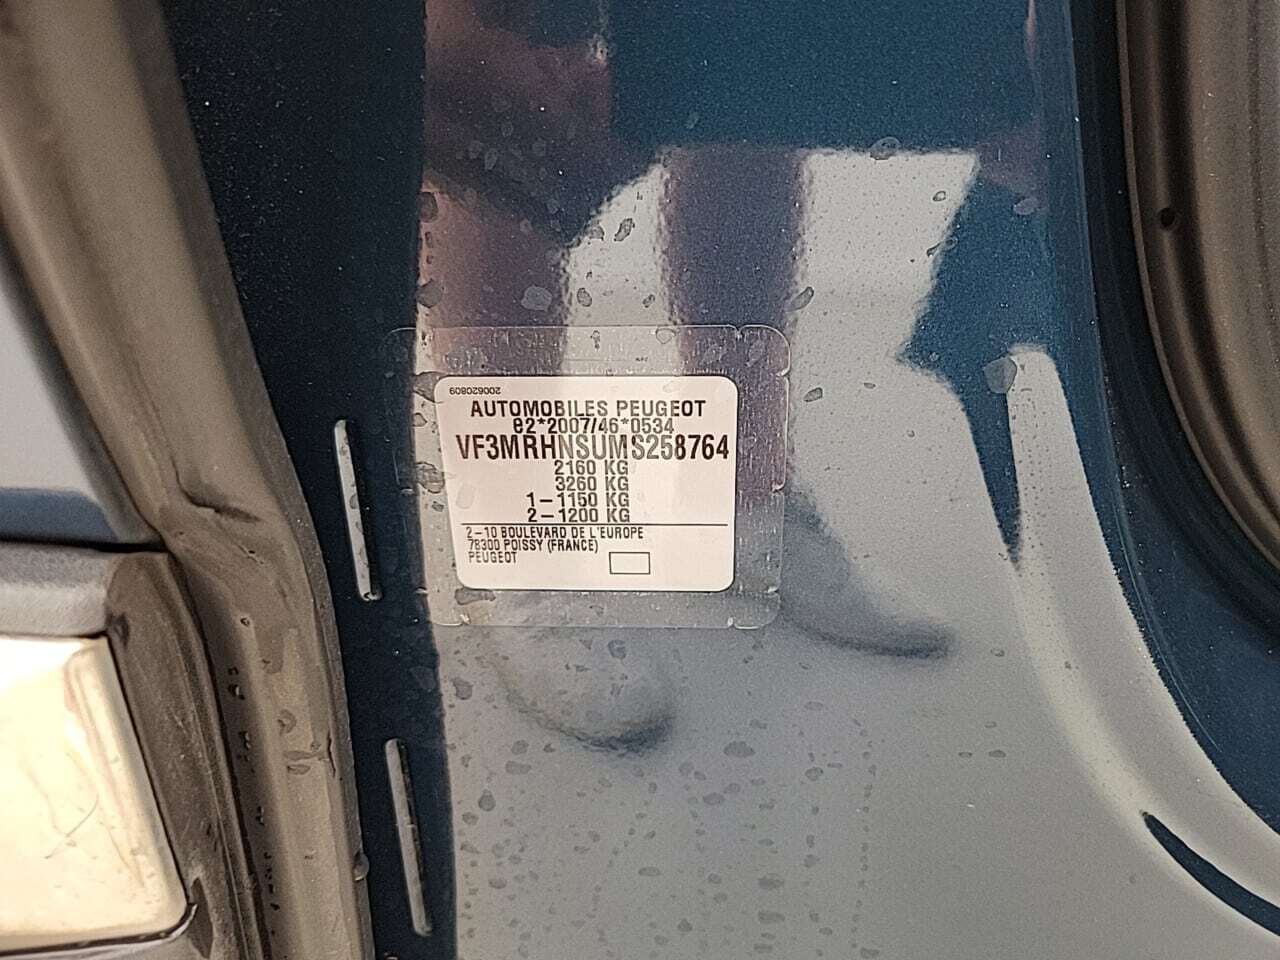 200620809
AUTOMOBILES PEUGEOT
e2*2007/46*0534
VF3MRHNSUMS258764
2160 KG
3260 KG
1-1150 KG
2-1200 KG
2-10 BOULEVARD DE L'EUROPE
78300 POISSY (FRANCE)
PEUGEOT